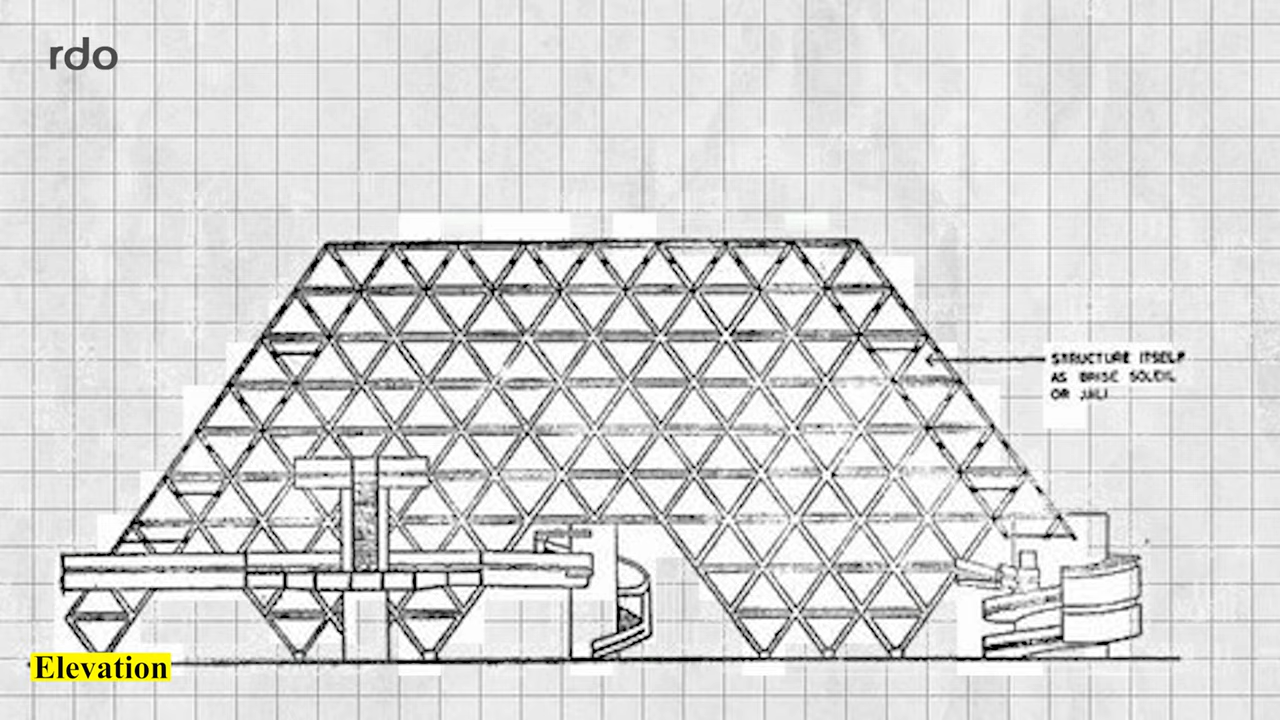 rdo
STRUCTURE ITSELF
AS BRISE SOLEIL
OR JALI
Elevation